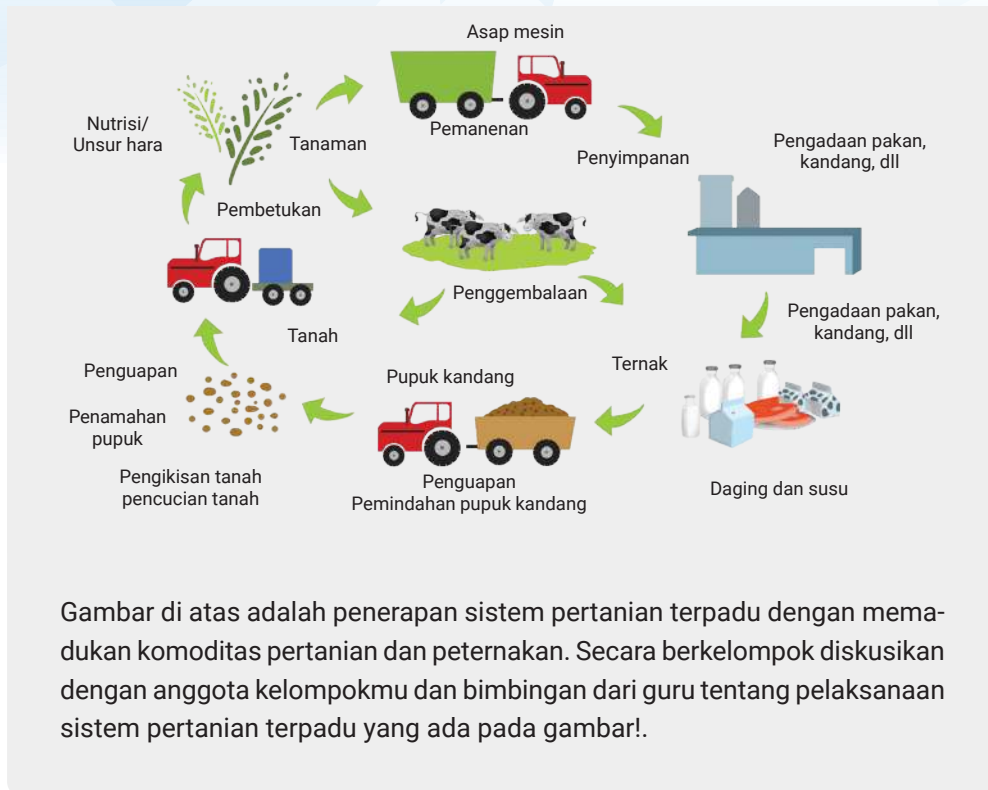 Asap mesin
Pemanenan
Nutrisi/
Unsur hara
Tanaman
Penyimpanan
Pengadaan pakan,
kandang, dll
Pembetukan
Penggembalaan
Pengadaan pakan,
kandang, dll
Tanah
Ternak
Penguapan
Pupuk kandang
Penamahan
pupuk
Pengikisan tanah
pencucian tanah
Penguapan
Pemindahan pupuk kandang
Daging dan susu
Gambar di atas adalah penerapan sistem pertanian terpadu dengan mema-
dukan komoditas pertanian dan peternakan. Secara berkelompok diskusikan
dengan anggota kelompokmu dan bimbingan dari guru tentang pelaksanaan
sistem pertanian terpadu yang ada pada gambar!.